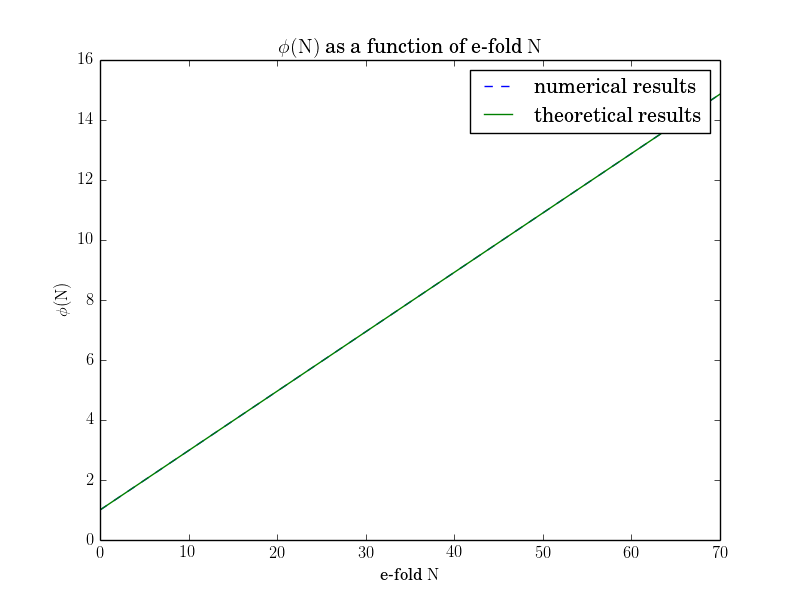 ϕ(N) as a function of e-fold N
numerical results
theoretical results
16
14
12
10
8
6
4
2
0
ϕ(N)
0 10 20 30 40 50 60 70
e-fold N